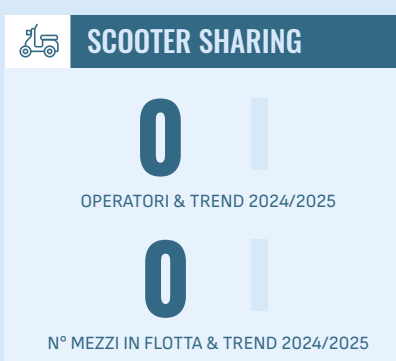 SCOOTER SHARING
0
OPERATORI & TREND 2024/2025
0
N° MEZZI IN FLOTTA & TREND 2024/2025